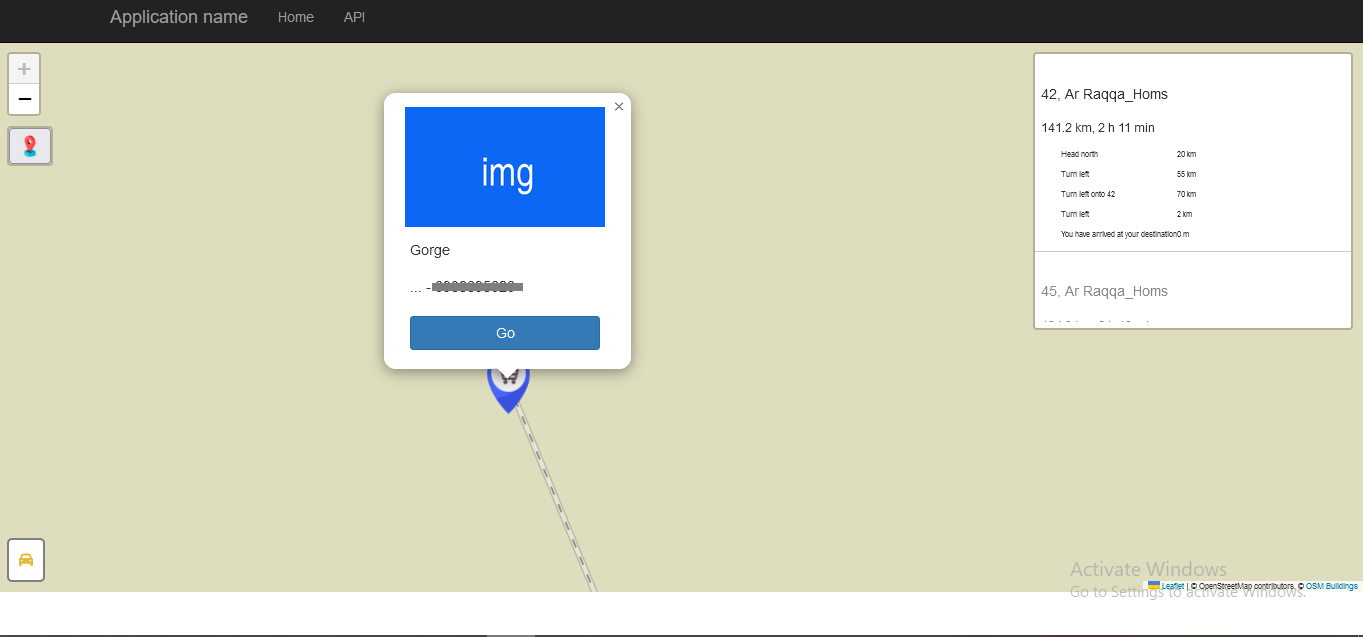 Application name Home API
+
−
42, Ar Raqqa_Homs
141.2 km, 2 h 11 min
Head north 20 km
Turn left 55 km
Turn left onto 42 70 km
Turn left 2 km
You have arrived at your destination 0 m
45, Ar Raqqa_Homs
×
img
Gorge
... -
Go
Activate Windows
Go to Settings to activate Windows.
Leaflet | © OpenStreetMap contributors, © OSM Buildings